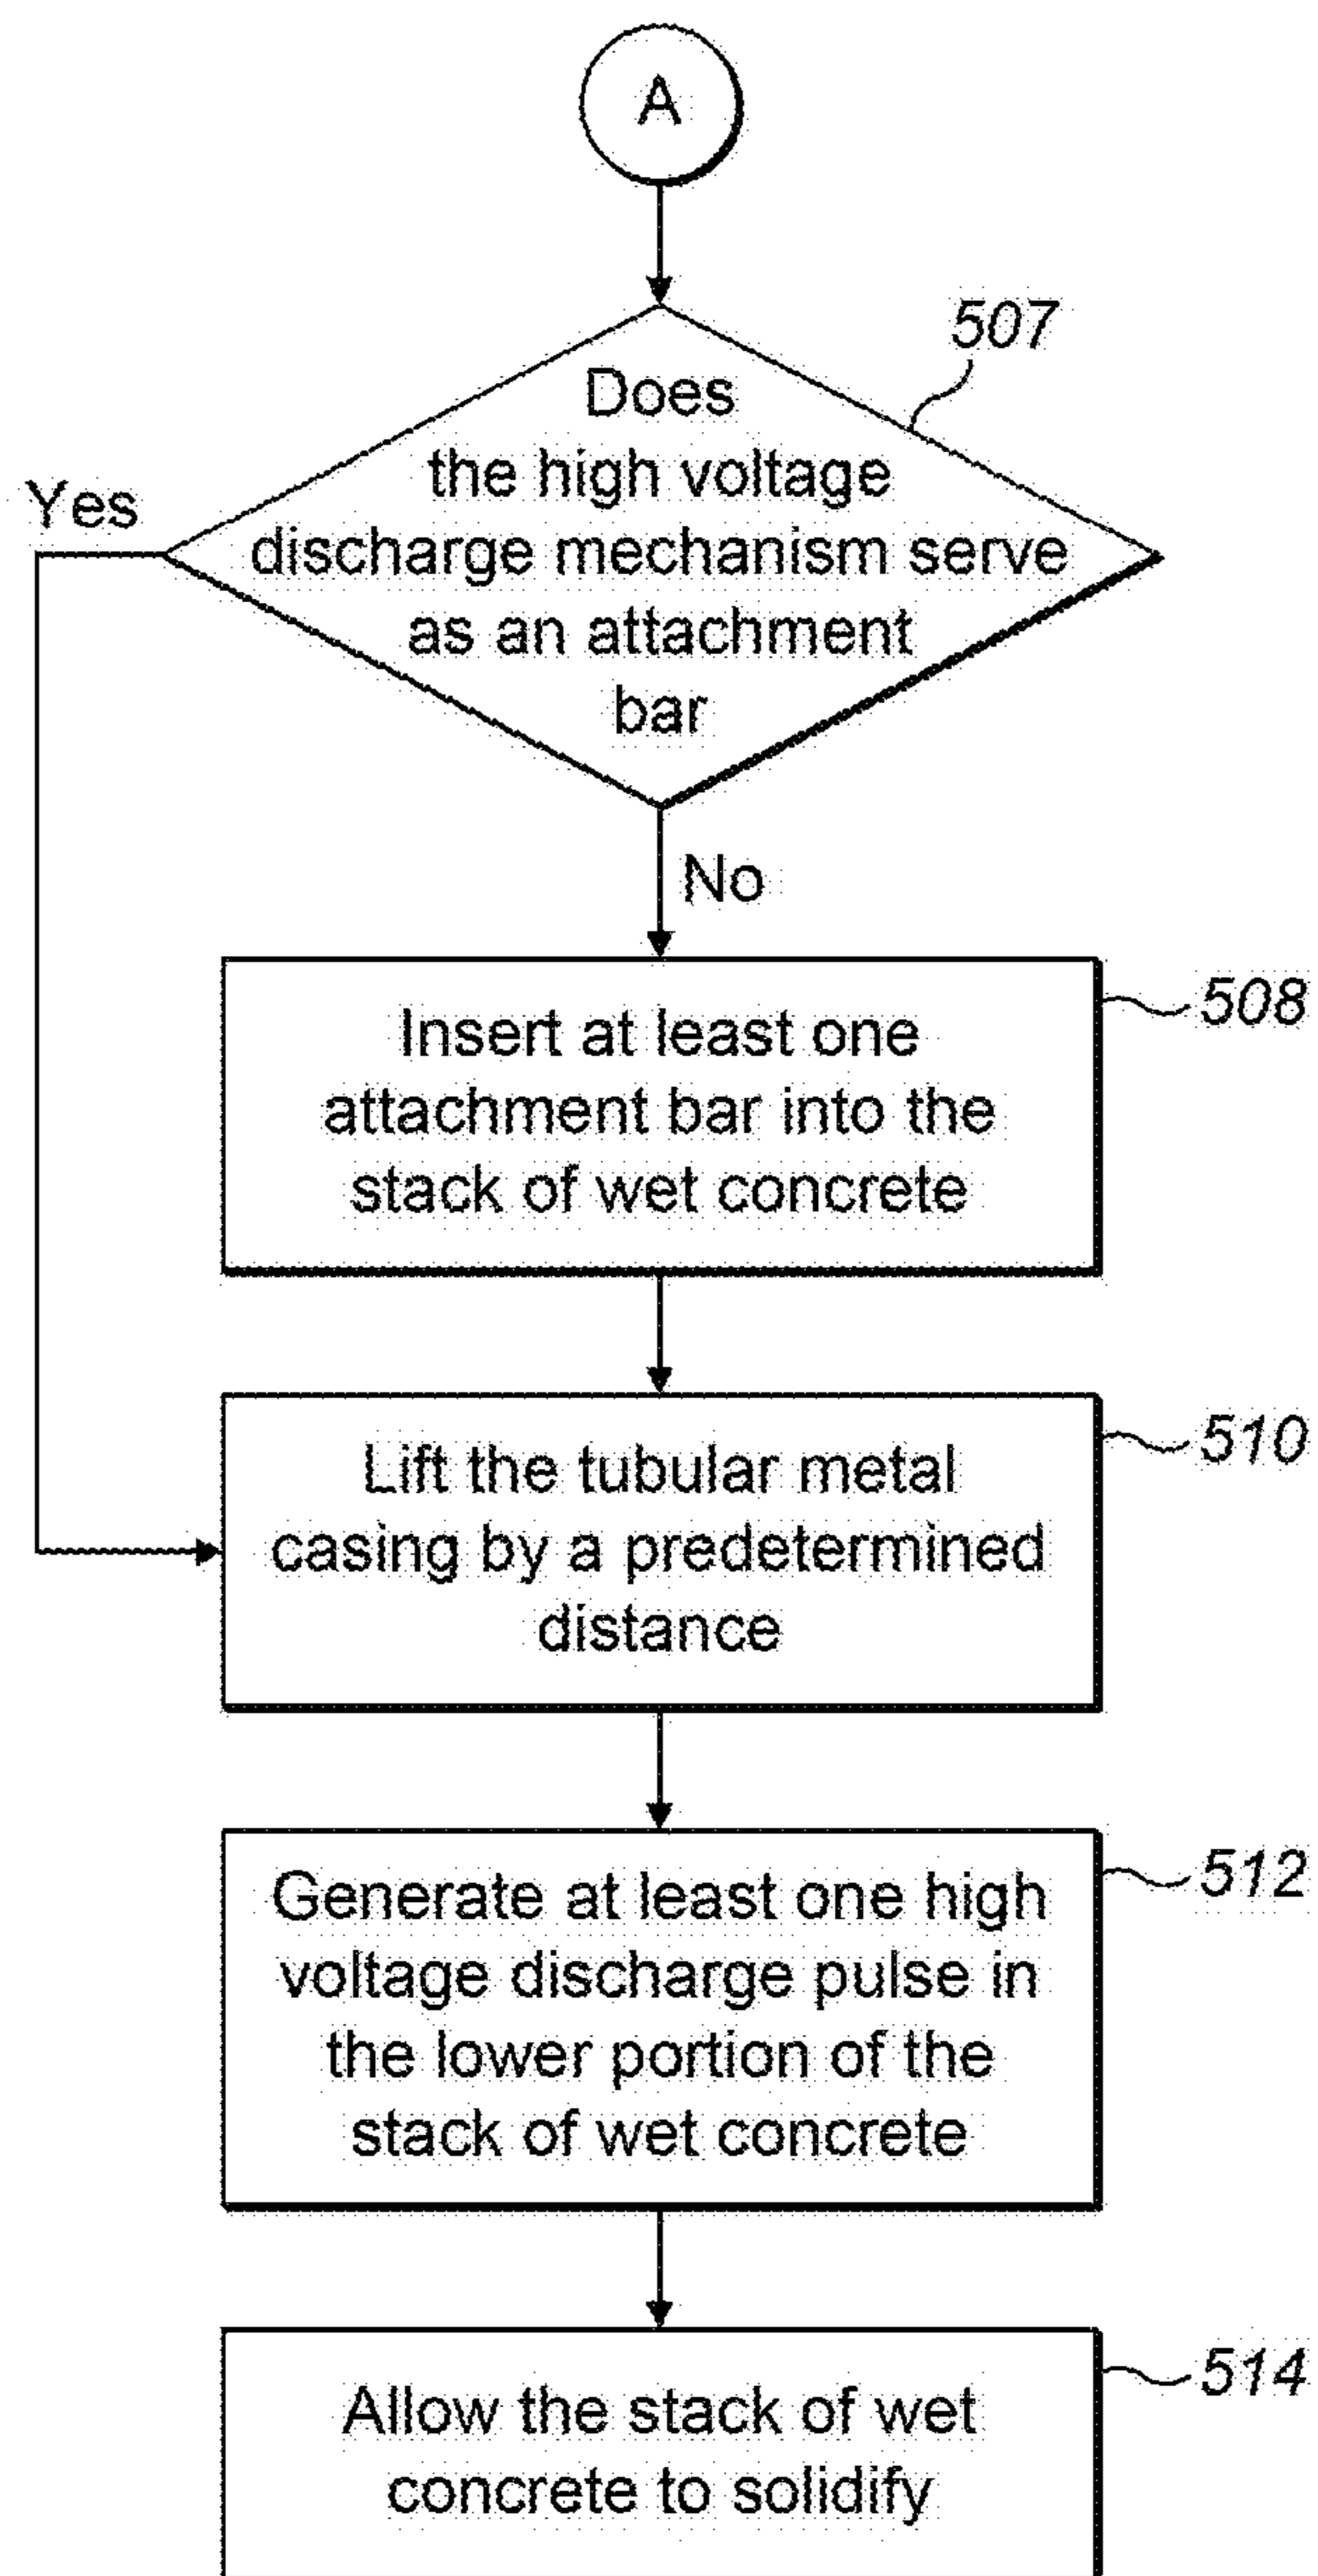 A
507
Does
the high voltage
discharge mechanism serve
as an attachment
bar
Yes
No
508
Insert at least one
attachment bar into the
stack of wet concrete
510
Lift the tubular metal
casing by a predetermined
distance
512
Generate at least one high
voltage discharge pulse in
the lower portion of the
stack of wet concrete
514
Allow the stack of wet
concrete to solidify